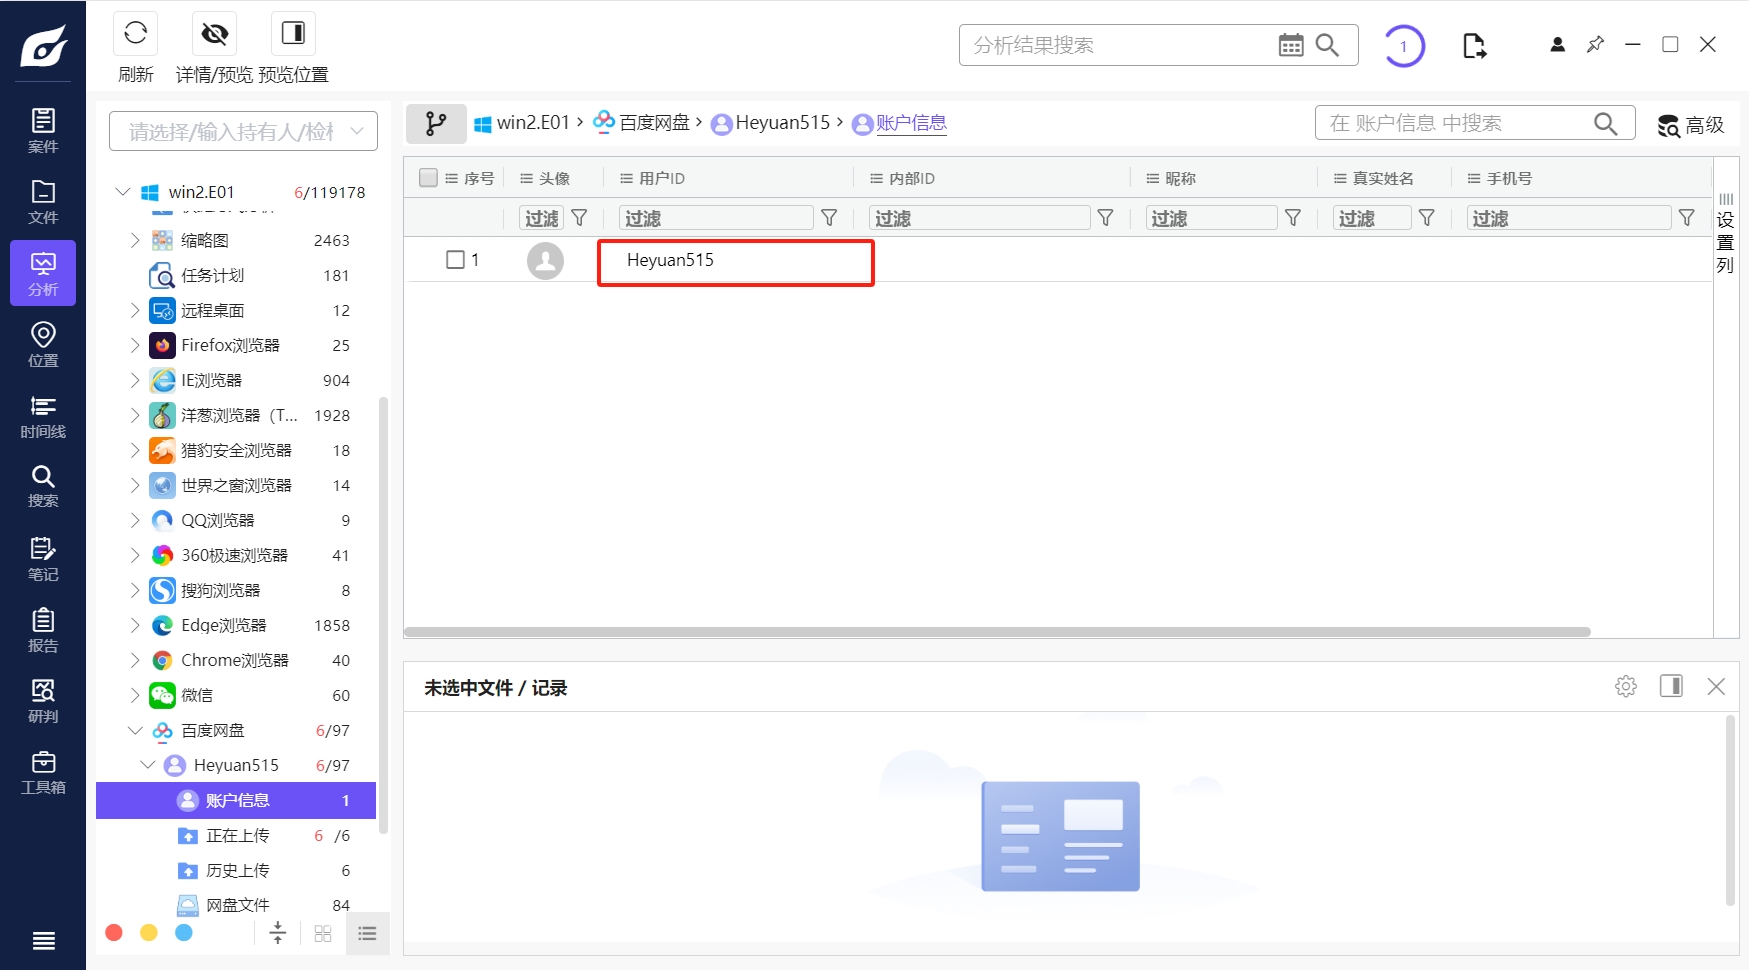 刷新
详情/预览
预览位置
分析结果搜索
1
案件
文件
分析
位置
时间线
搜索
笔记
报告
研判
工具箱
win2.E01
6/119178
缩略图
2463
任务计划
181
远程桌面
12
Firefox浏览器
25
IE浏览器
904
洋葱浏览器（T...
1928
猎豹安全浏览器
18
世界之窗浏览器
14
QQ浏览器
9
360极速浏览器
41
搜狗浏览器
8
Edge浏览器
1858
Chrome浏览器
40
微信
60
百度网盘
6/97
Heyuan515
6/97
账户信息
1
正在上传
6 /6
历史上传
6
网盘文件
84
win2.E01 › 百度网盘 › Heyuan515 › 账户信息
在 账户信息 中搜索
高级
序号 头像 用户ID 内部ID 昵称 真实姓名 手机号
过滤 过滤 过滤 过滤 过滤 过滤
1 Heyuan515
设置列
未选中文件 / 记录